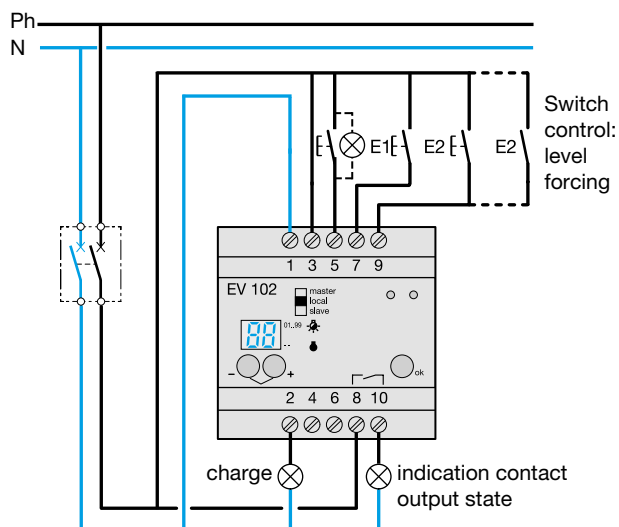 Ph
N
Switch
control:
level
forcing
E1
E2
E2
1 3 5 7 9
EV 102
master
local
slave
88
01..99
--
- +
ok
2 4 6 8 10
charge
indication contact
output state